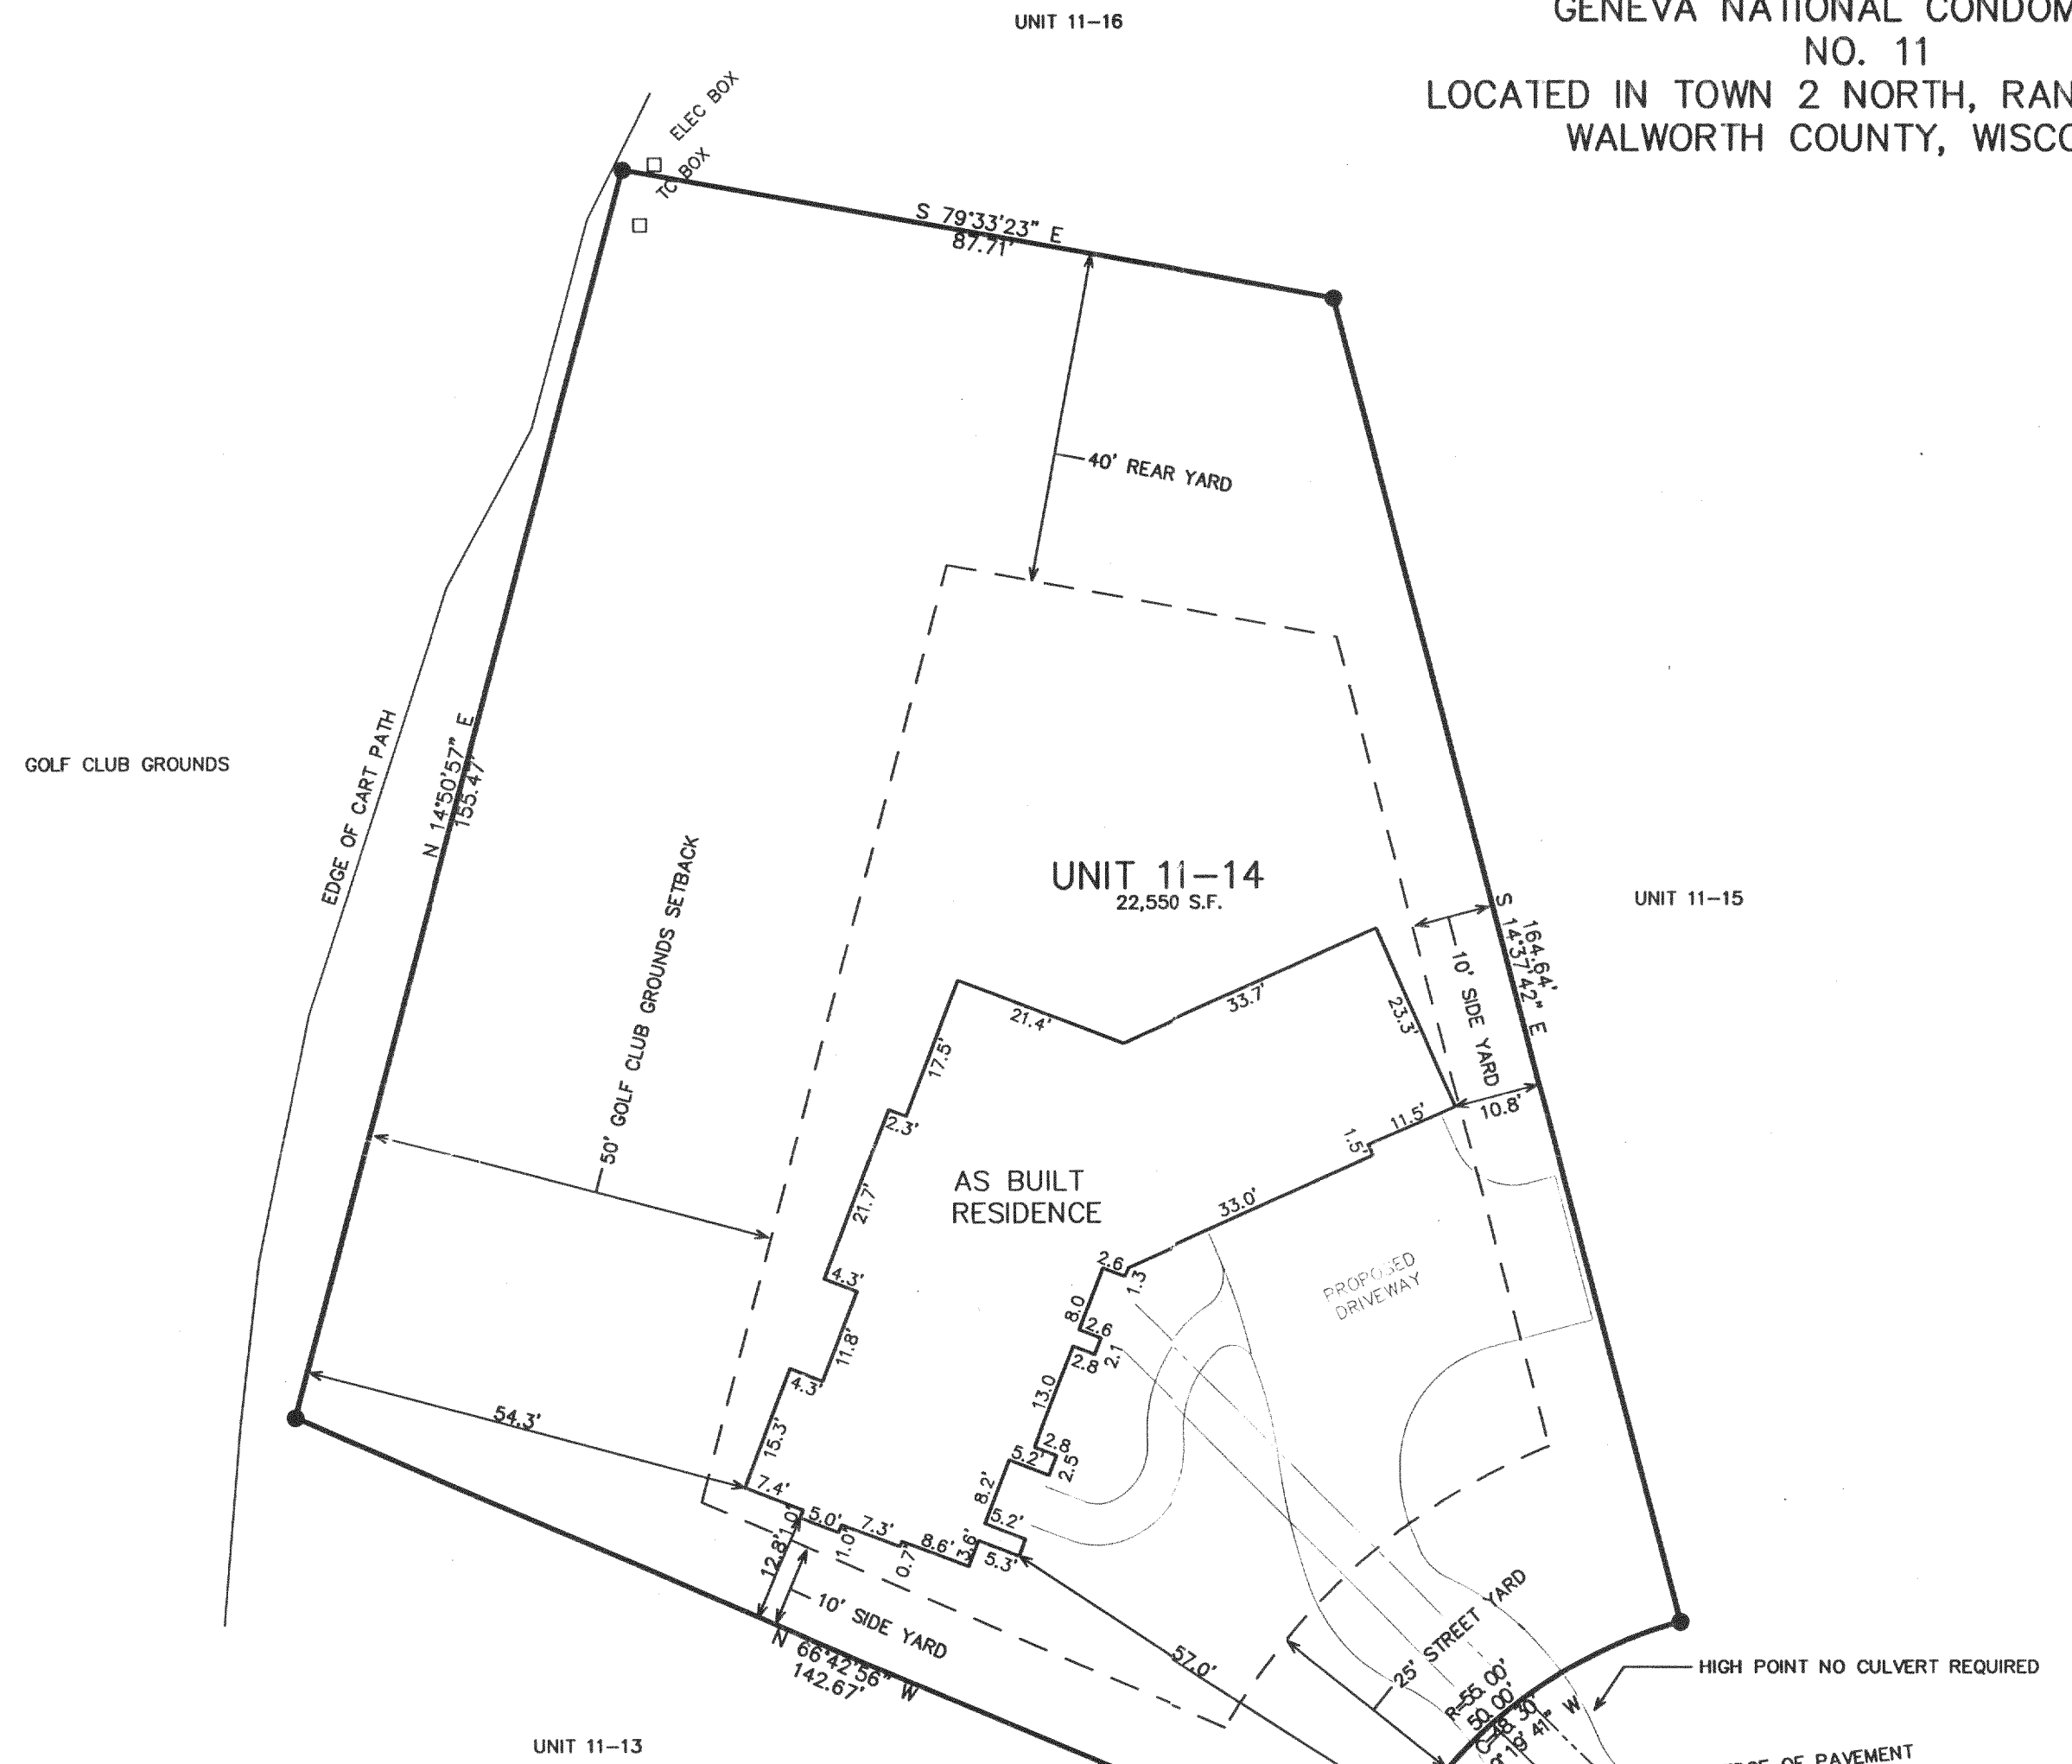 UNIT 11-16
GENEVA NATIONAL CONDOM
NO. 11
LOCATED IN TOWN 2 NORTH, RAN
WALWORTH COUNTY, WISCO
ELEC BOX
TC BOX
S 79°33'23" E
87.71'
40' REAR YARD
GOLF CLUB GROUNDS
EDGE OF CART PATH
N 14°50'57" E
155.47'
50' GOLF CLUB GROUNDS SETBACK
UNIT 11-14
22,550 S.F.
UNIT 11-15
164.64'
S 14°37'42" E
10' SIDE YARD
10.8'
21.4'
33.7'
23.3'
17.5'
2.3'
11.5'
1.5'
33.0'
AS BUILT
RESIDENCE
21.7'
4.3'
11.8'
4.3'
15.3'
54.3'
7.4'
1.0'
5.0'
1.0'
7.3'
0.7'
8.6'
3.6'
5.3'
5.2'
8.2'
5.2'
2.5
2.8
13.0
2.8
2.1
2.6
8.0
2.6
1.3
PROPOSED
DRIVEWAY
12.8'
10' SIDE YARD
N 66°42'56" W
142.67'
57.0'
25' STREET YARD
R=55.00'
50.00'
C=48.30'
19'41" W
HIGH POINT NO CULVERT REQUIRED
OF PAVEMENT
UNIT 11-13